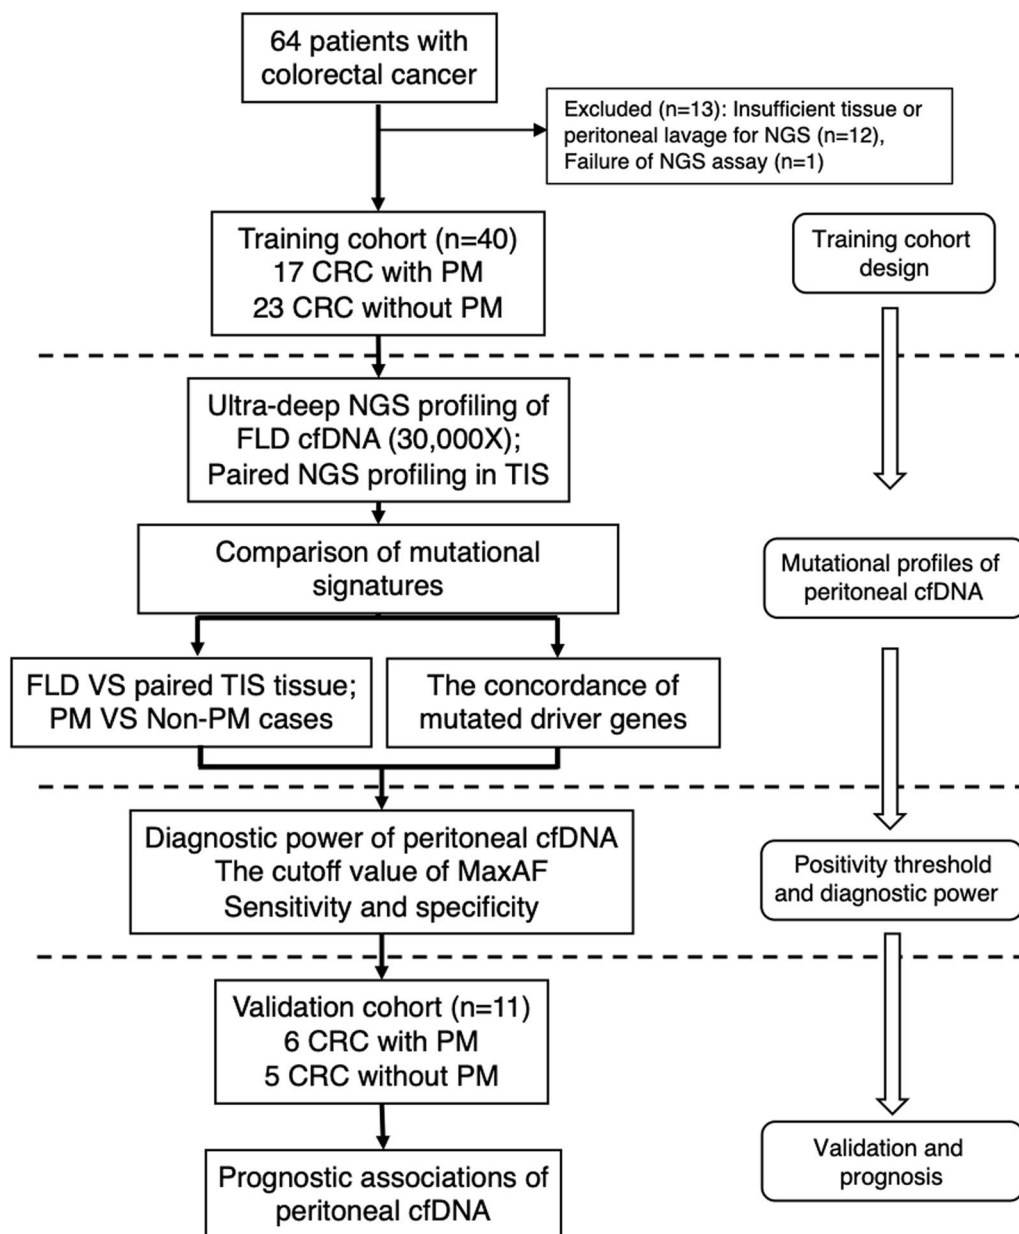 64 patients with
colorectal cancer
Excluded (n=13): Insufficient tissue or
peritoneal lavage for NGS (n=12),
Failure of NGS assay (n=1)
Training cohort (n=40)
17 CRC with PM
23 CRC without PM
Training cohort
design
Ultra-deep NGS profiling of
FLD cfDNA (30,000X);
Paired NGS profiling in TIS
Comparison of mutational
signatures
Mutational profiles of
peritoneal cfDNA
FLD VS paired TIS tissue;
PM VS Non-PM cases
The concordance of
mutated driver genes
Diagnostic power of peritoneal cfDNA
The cutoff value of MaxAF
Sensitivity and specificity
Positivity threshold
and diagnostic power
Validation cohort (n=11)
6 CRC with PM
5 CRC without PM
Prognostic associations of
peritoneal cfDNA
Validation and
prognosis